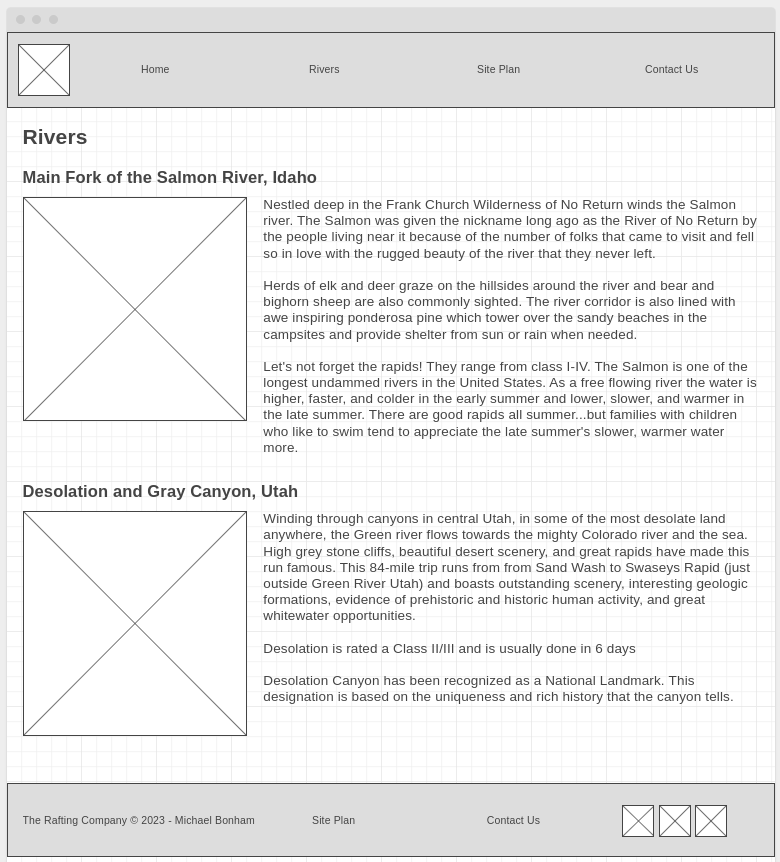 Home
Rivers
Site Plan
Contact Us
Rivers
Main Fork of the Salmon River, Idaho
Nestled deep in the Frank Church Wilderness of No Return winds the Salmon
river. The Salmon was given the nickname long ago as the River of No Return by
the people living near it because of the number of folks that came to visit and fell
so in love with the rugged beauty of the river that they never left.
Herds of elk and deer graze on the hillsides around the river and bear and
bighorn sheep are also commonly sighted. The river corridor is also lined with
awe inspiring ponderosa pine which tower over the sandy beaches in the
campsites and provide shelter from sun or rain when needed.
Let's not forget the rapids! They range from class I-IV. The Salmon is one of the
longest undammed rivers in the United States. As a free flowing river the water is
higher, faster, and colder in the early summer and lower, slower, and warmer in
the late summer. There are good rapids all summer...but families with children
who like to swim tend to appreciate the late summer's slower, warmer water
more.
Desolation and Gray Canyon, Utah
Winding through canyons in central Utah, in some of the most desolate land
anywhere, the Green river flows towards the mighty Colorado river and the sea.
High grey stone cliffs, beautiful desert scenery, and great rapids have made this
run famous. This 84-mile trip runs from from Sand Wash to Swaseys Rapid (just
outside Green River Utah) and boasts outstanding scenery, interesting geologic
formations, evidence of prehistoric and historic human activity, and great
whitewater opportunities.
Desolation is rated a Class II/III and is usually done in 6 days
Desolation Canyon has been recognized as a National Landmark. This
designation is based on the uniqueness and rich history that the canyon tells.
The Rafting Company © 2023 - Michael Bonham
Site Plan
Contact Us